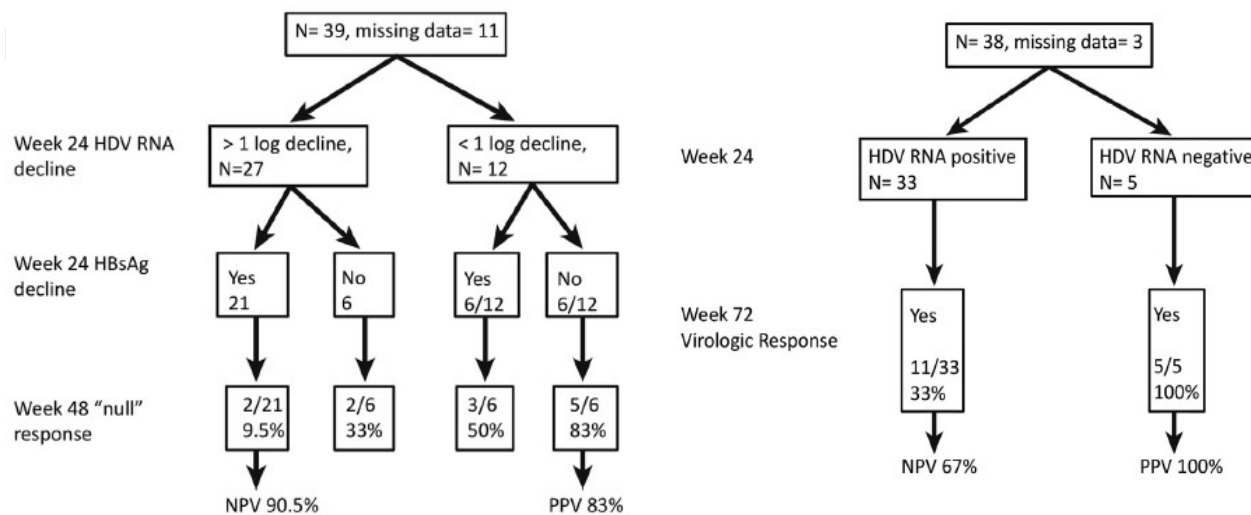 N= 39, missing data= 11
Week 24 HDV RNA
decline
> 1 log decline,
N=27
< 1 log decline,
N= 12
Week 24 HBsAg
decline
Yes
21
No
6
Yes
6/12
No
6/12
Week 48 “null”
response
2/21
9.5%
2/6
33%
3/6
50%
5/6
83%
NPV 90.5%
PPV 83%
N= 38, missing data= 3
Week 24
HDV RNA positive
N= 33
HDV RNA negative
N= 5
Week 72
Virologic Response
Yes
11/33
33%
Yes
5/5
100%
NPV 67%
PPV 100%